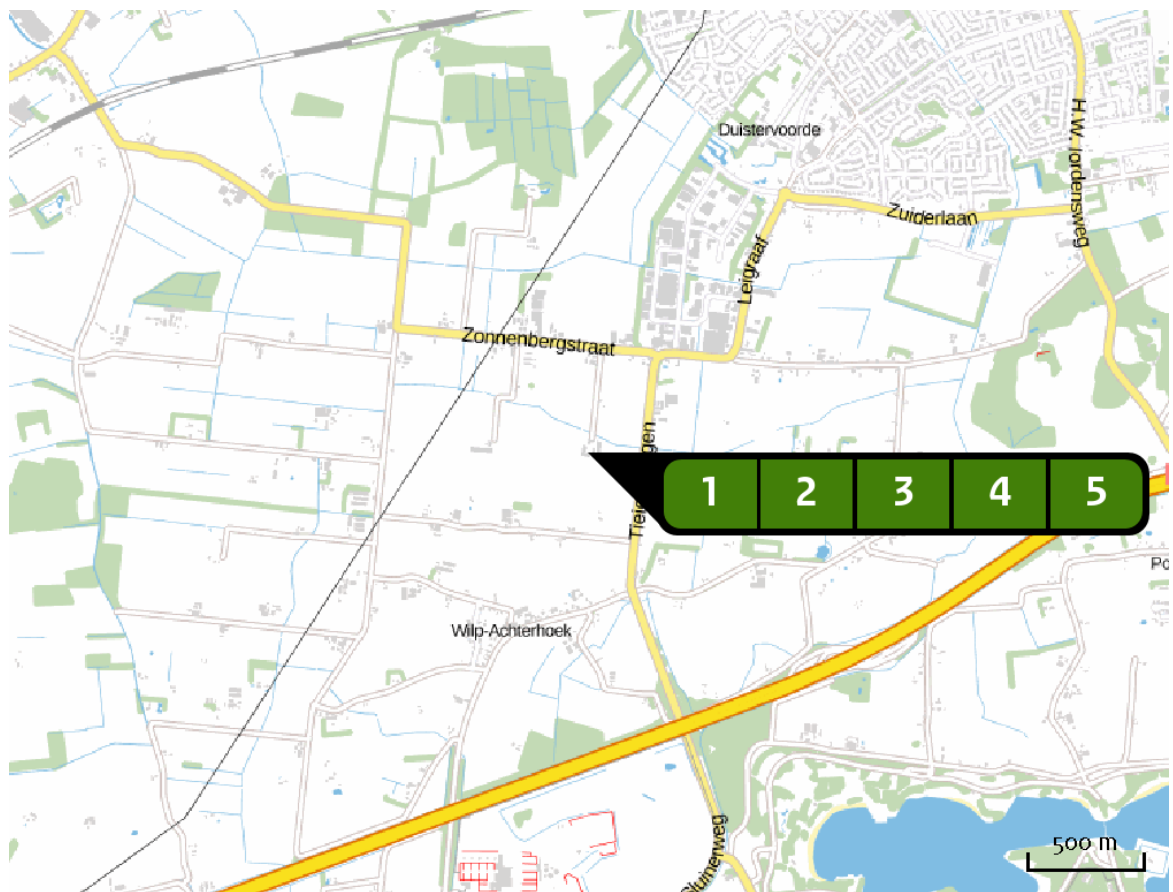 Duistervoorde
H.W. Iordensweg
Zuiderlaan
Leigraaf
Zonnenbergstraat
1 2 3 4 5
Wilp-Achterhoek
500 m